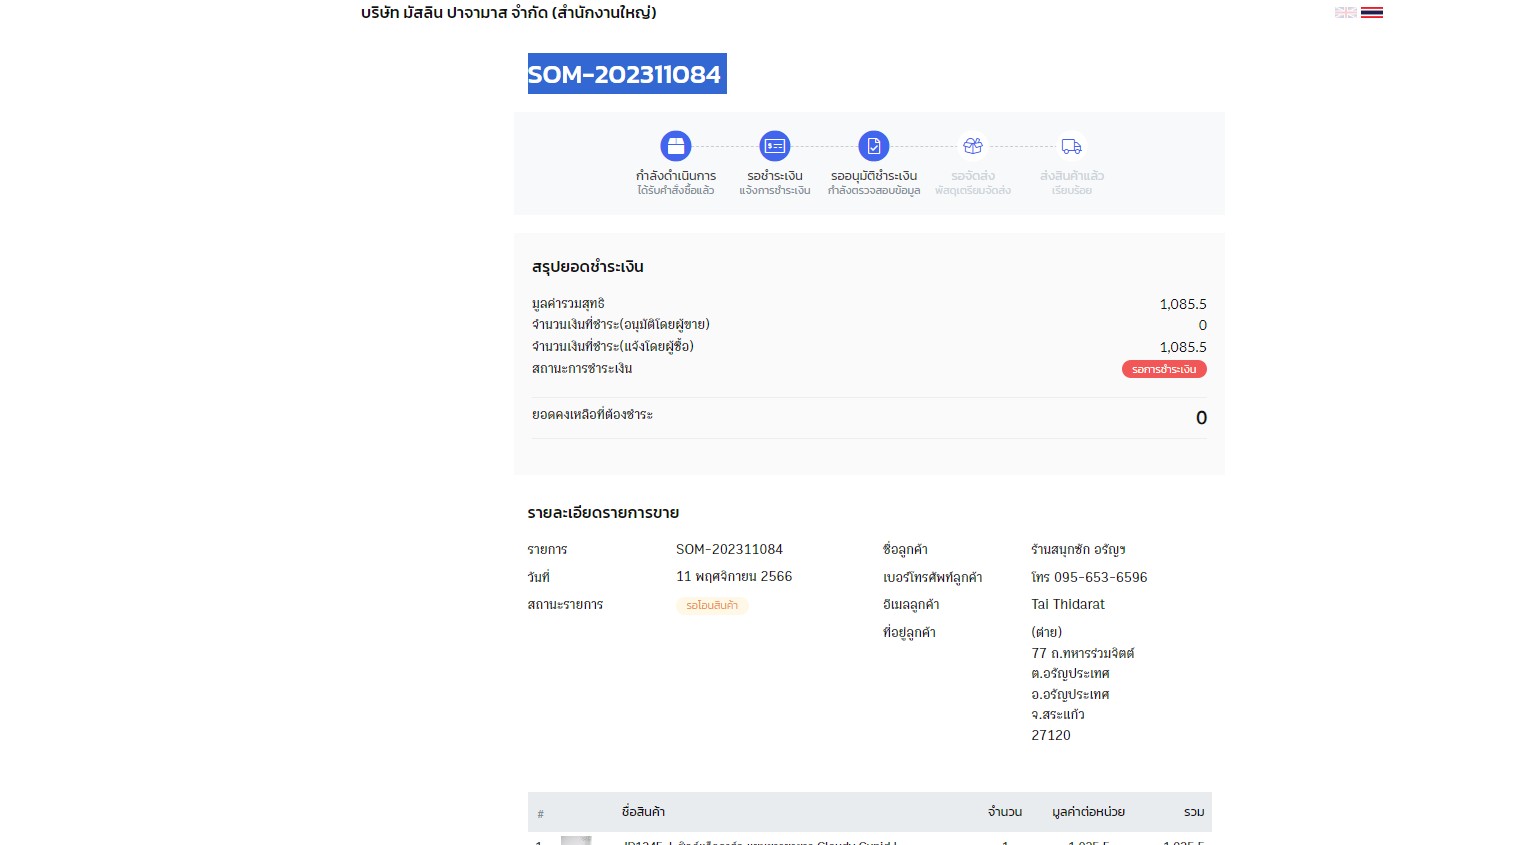 บริษัท มัสลิน ปาจามาส จำกัด (สำนักงานใหญ่)
SOM-202311084
กำลังดำเนินการ รอชำระเงิน รออนุมัติชำระเงิน รอจัดส่ง ส่งสินค้าแล้ว
ได้รับคำสั่งซื้อแล้ว แจ้งการชำระเงิน กำลังตรวจสอบข้อมูล พัสดุเตรียมจัดส่ง เรียบร้อย
สรุปยอดชำระเงิน
มูลค่ารวมสุทธิ 1,085.5
จำนวนเงินที่ชำระ(อนุมัติโดยผู้ขาย) 0
จำนวนเงินที่ชำระ(แจ้งโดยผู้ซื้อ) 1,085.5
สถานะการชำระเงิน รอการชำระเงิน
ยอดคงเหลือที่ต้องชำระ 0
รายละเอียดรายการขาย
รายการ SOM-202311084 ชื่อลูกค้า ร้านสนุกซัก อรัญฯ
วันที่ 11 พฤศจิกายน 2566 เบอร์โทรศัพท์ลูกค้า โทร 095-653-6596
สถานะรายการ รอโอนสินค้า อีเมลลูกค้า Tai Thidarat
ที่อยู่ลูกค้า (ต่าย)
77 ถ.ทหารร่วมจิตต์
ต.อรัญประเทศ
อ.อรัญประเทศ
จ.สระแก้ว
27120
# ชื่อสินค้า จำนวน มูลค่าต่อหน่วย รวม